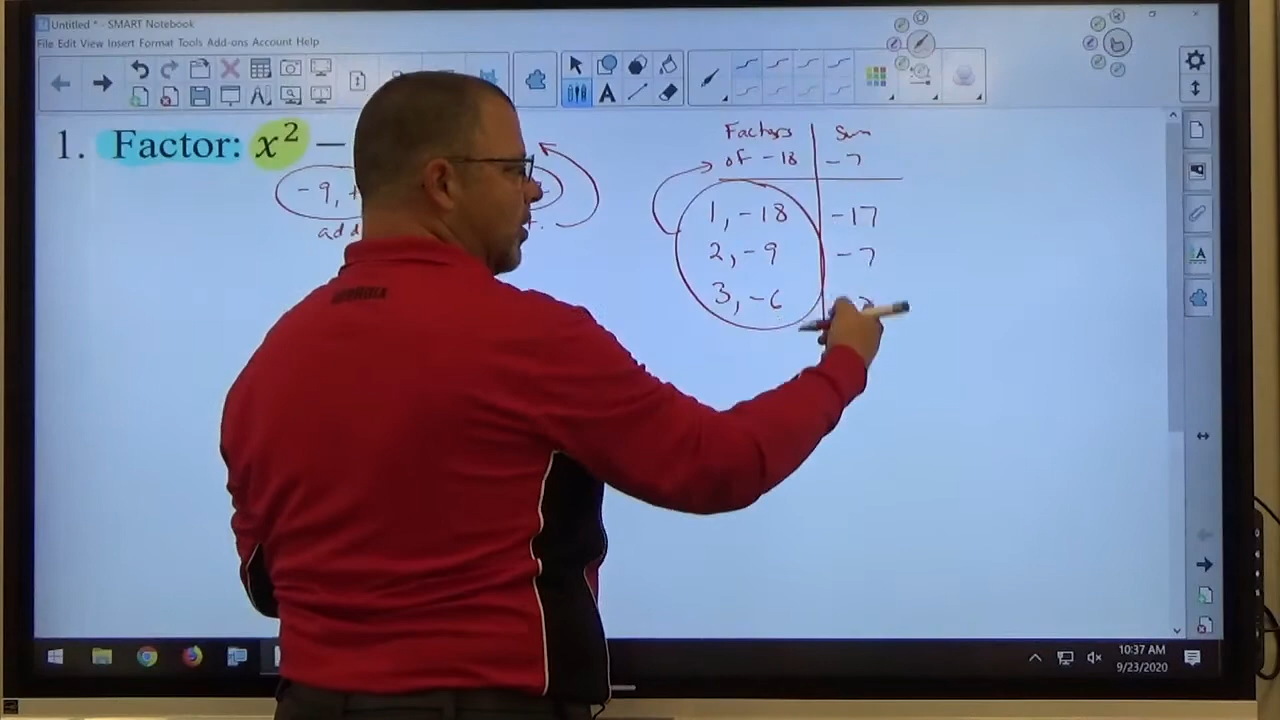 Untitled * - SMART Notebook
File Edit View Insert Format Tools Add-ons Account Help
1. Factor: x² −
-9, +
add
t.
Factors of -18 | Sum -7
1, -18 | -17
2, -9 | -7
3, -6
10:37 AM
9/23/2020